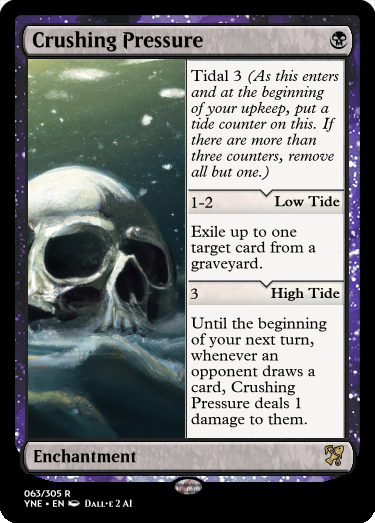 Crushing Pressure
Tidal 3 (As this enters
and at the beginning
of your upkeep, put a
tide counter on this. If
there are more than
three counters, remove
all but one.)
1-2 Low Tide
Exile up to one
target card from a
graveyard.
3 High Tide
Until the beginning
of your next turn,
whenever an
opponent draws a
card, Crushing
Pressure deals 1
damage to them.
Enchantment
063/305 R
YNE • EN Dall•e 2 AI